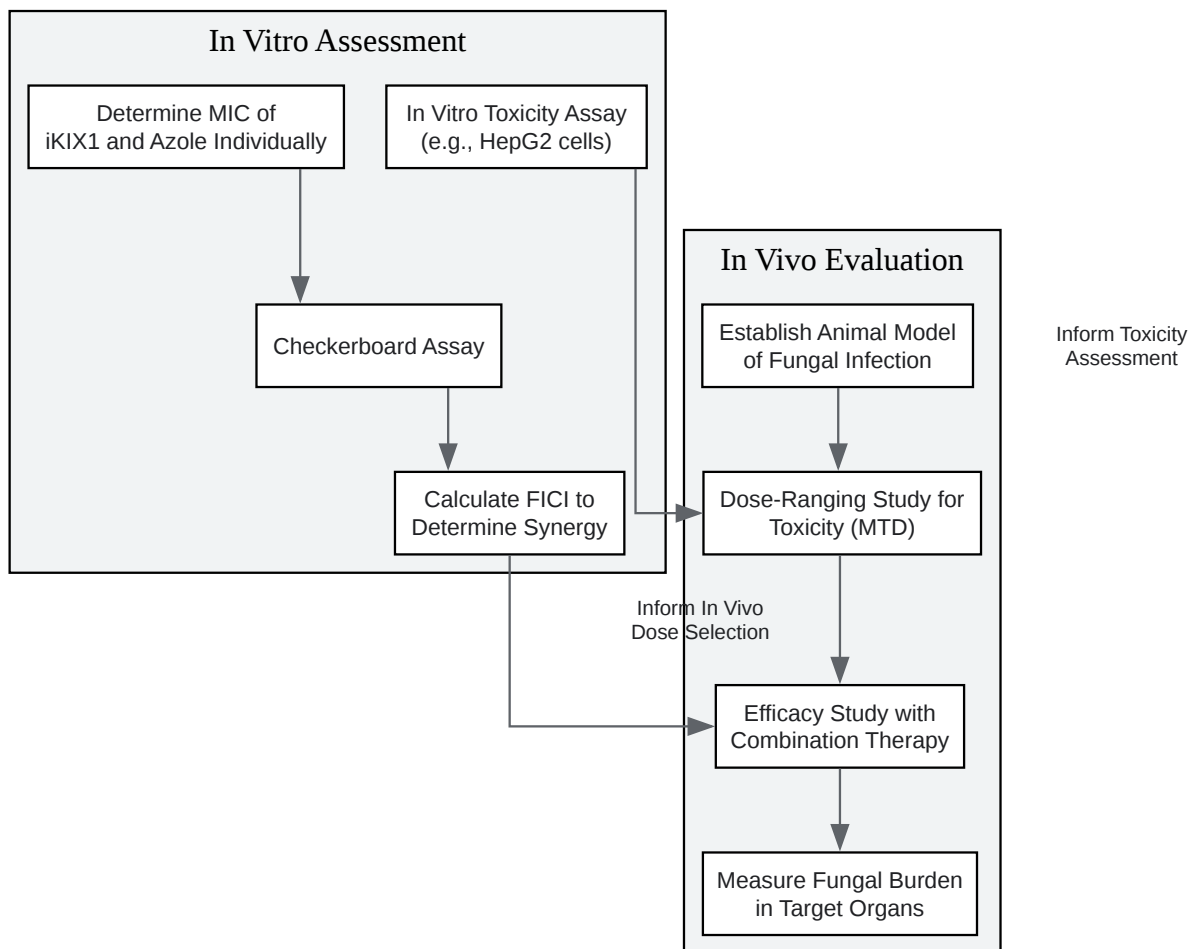 In Vitro Assessment
Determine MIC of
iKIX1 and Azole Individually
In Vitro Toxicity Assay
(e.g., HepG2 cells)
Checkerboard Assay
Calculate FICI to
Determine Synergy
In Vivo Evaluation
Establish Animal Model
of Fungal Infection
Inform Toxicity
Assessment
Dose-Ranging Study for
Toxicity (MTD)
Inform In Vivo
Dose Selection
Efficacy Study with
Combination Therapy
Measure Fungal Burden
in Target Organs